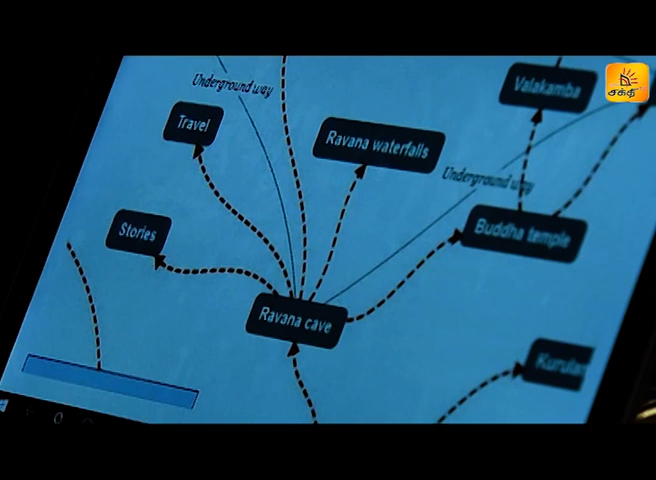 Underground way
Valakamba
சக்தி
Travel
Ravana waterfalls
Underground way
Stories
Buddha temple
Ravana cave